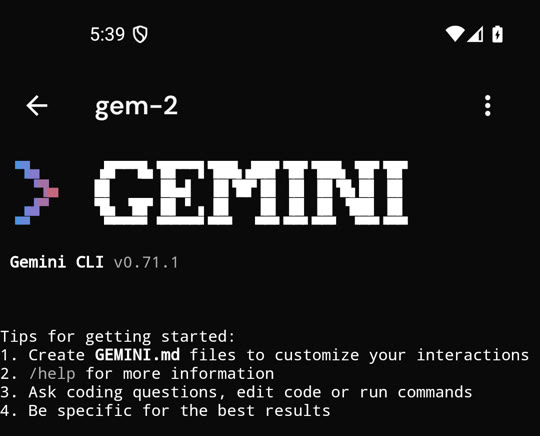 5:39
gem-2
GEMINI
Gemini CLI v0.71.1
Tips for getting started:
1. Create GEMINI.md files to customize your interactions
2. /help for more information
3. Ask coding questions, edit code or run commands
4. Be specific for the best results